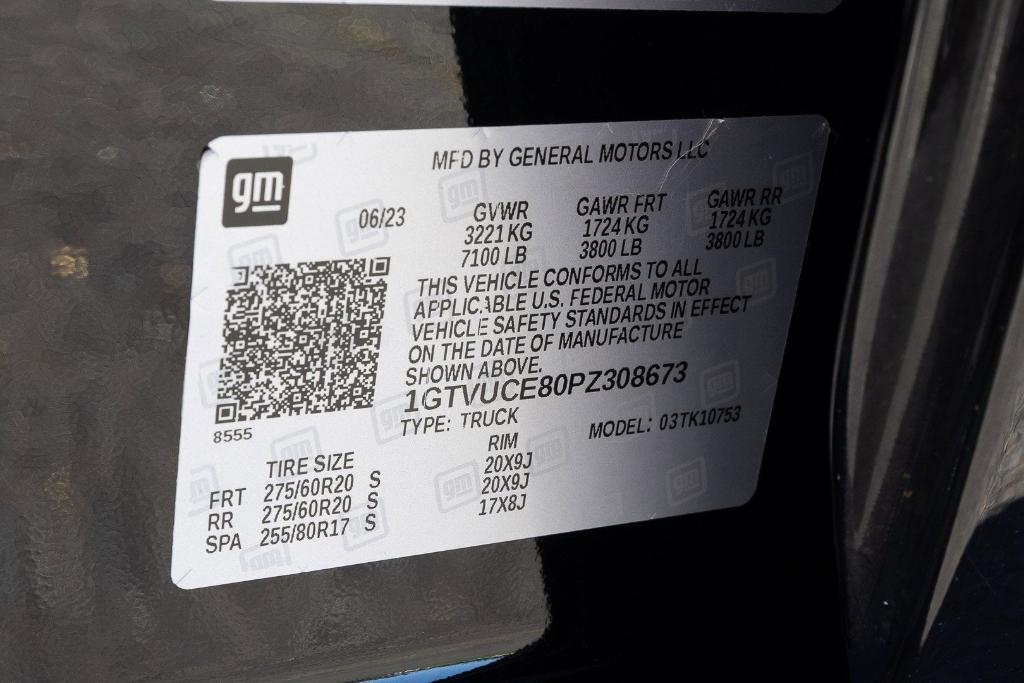 gm
MFD BY GENERAL MOTORS LLC
06/23
GVWR GAWR FRT GAWR RR
3221 KG 1724 KG 1724 KG
7100 LB 3800 LB 3800 LB
THIS VEHICLE CONFORMS TO ALL
APPLICABLE U.S. FEDERAL MOTOR
VEHICLE SAFETY STANDARDS IN EFFECT
ON THE DATE OF MANUFACTURE
SHOWN ABOVE.
1GTVUCE80PZ308673
8555
TYPE: TRUCK MODEL: 03TK10753
TIRE SIZE RIM
FRT 275/60R20 S 20X9J
RR 275/60R20 S 20X9J
SPA 255/80R17 S 17X8J